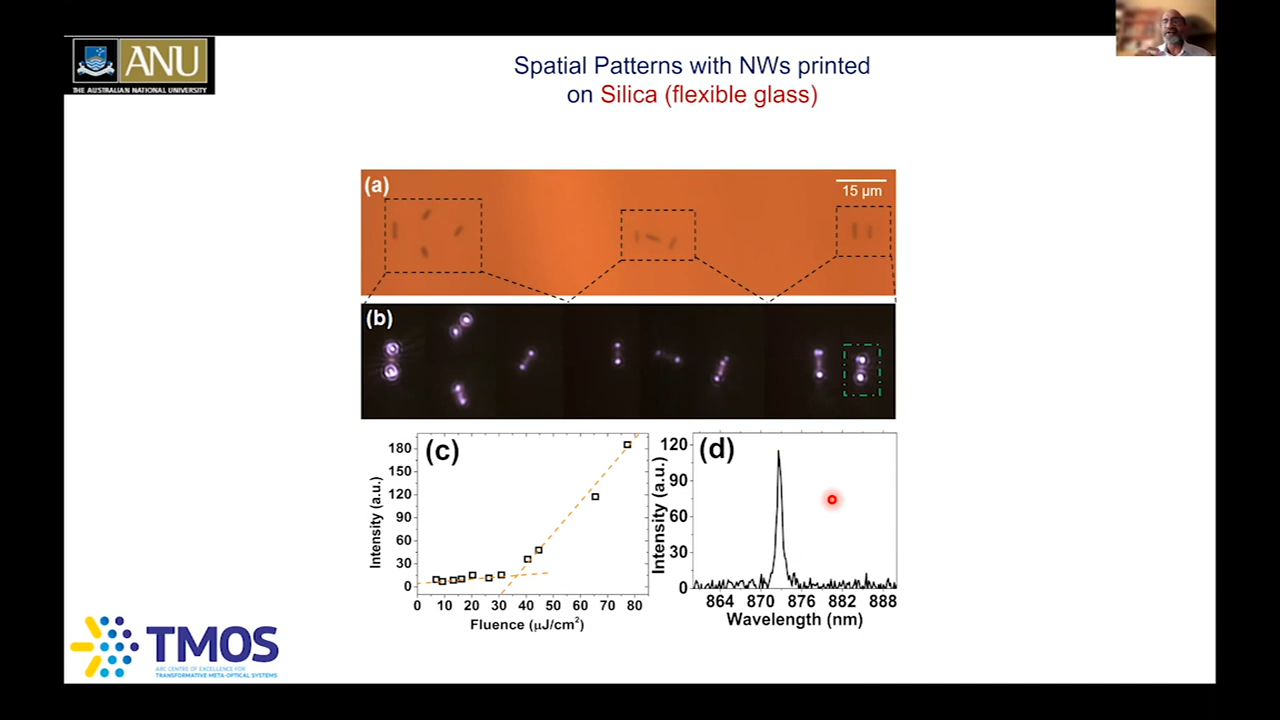 ANU
THE AUSTRALIAN NATIONAL UNIVERSITY
Spatial Patterns with NWs printed
on Silica (flexible glass)
(a)
15 µm
(b)
(c)
180
150
120
90
60
30
0
Intensity (a.u.)
0 10 20 30 40 50 60 70 80
Fluence (µJ/cm²)
(d)
120
90
60
30
0
Intensity (a.u.)
864 870 876 882 888
Wavelength (nm)
TMOS
ARC CENTRE OF EXCELLENCE FOR
TRANSFORMATIVE META-OPTICAL SYSTEMS